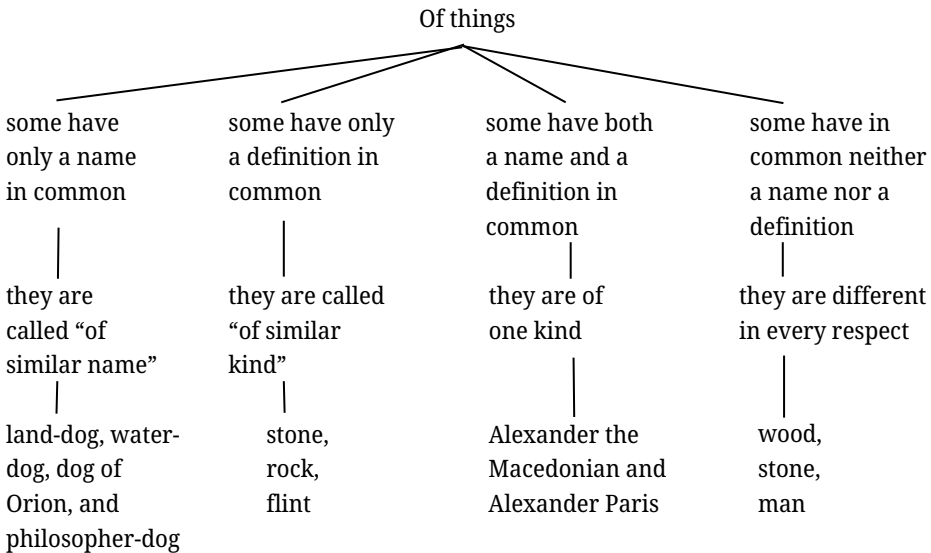 Of things
some have
only a name
in common
some have only
a definition in
common
some have both
a name and a
definition in
common
some have in
common neither
a name nor a
definition
they are
called “of
similar name”
they are called
“of similar
kind”
they are of
one kind
they are different
in every respect
land-dog, water-
dog, dog of
Orion, and
philosopher-dog
stone,
rock,
flint
Alexander the
Macedonian and
Alexander Paris
wood,
stone,
man